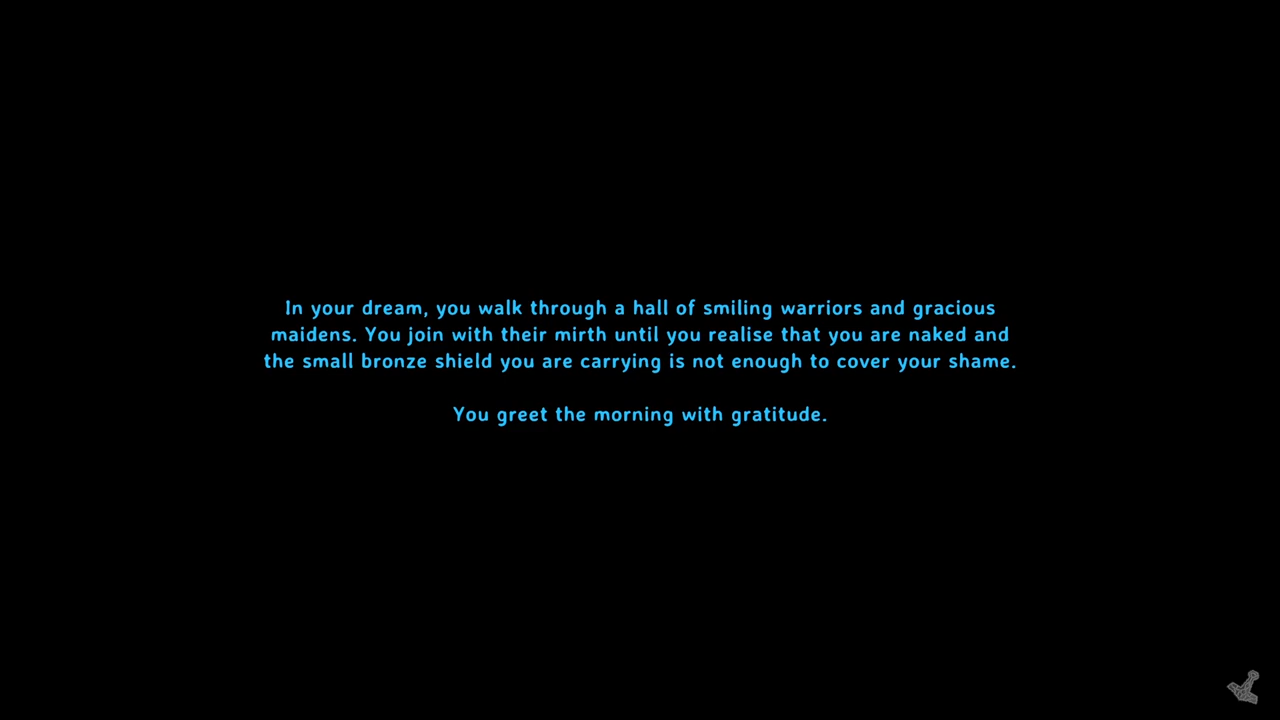 In your dream, you walk through a hall of smiling warriors and gracious
maidens. You join with their mirth until you realise that you are naked and
the small bronze shield you are carrying is not enough to cover your shame.
You greet the morning with gratitude.